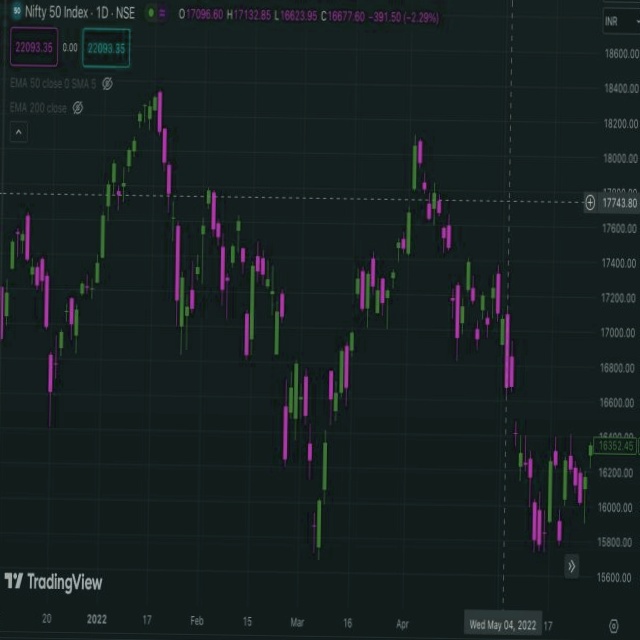 50 Nifty 50 Index · 1D · NSE O17096.60 H17132.85 L16623.95 C16677.60 −391.50 (−2.29%)
INR
22093.35 0.00 22093.35
EMA 50 close 0 SMA 5
EMA 200 close
18600.00
18400.00
18200.00
18000.00
17743.80
17600.00
17400.00
17200.00
17000.00
16800.00
16600.00
16352.45
16200.00
16000.00
15800.00
15600.00
TradingView
20 2022 17 Feb 15 Mar 16 Apr Wed May 04, 2022 17